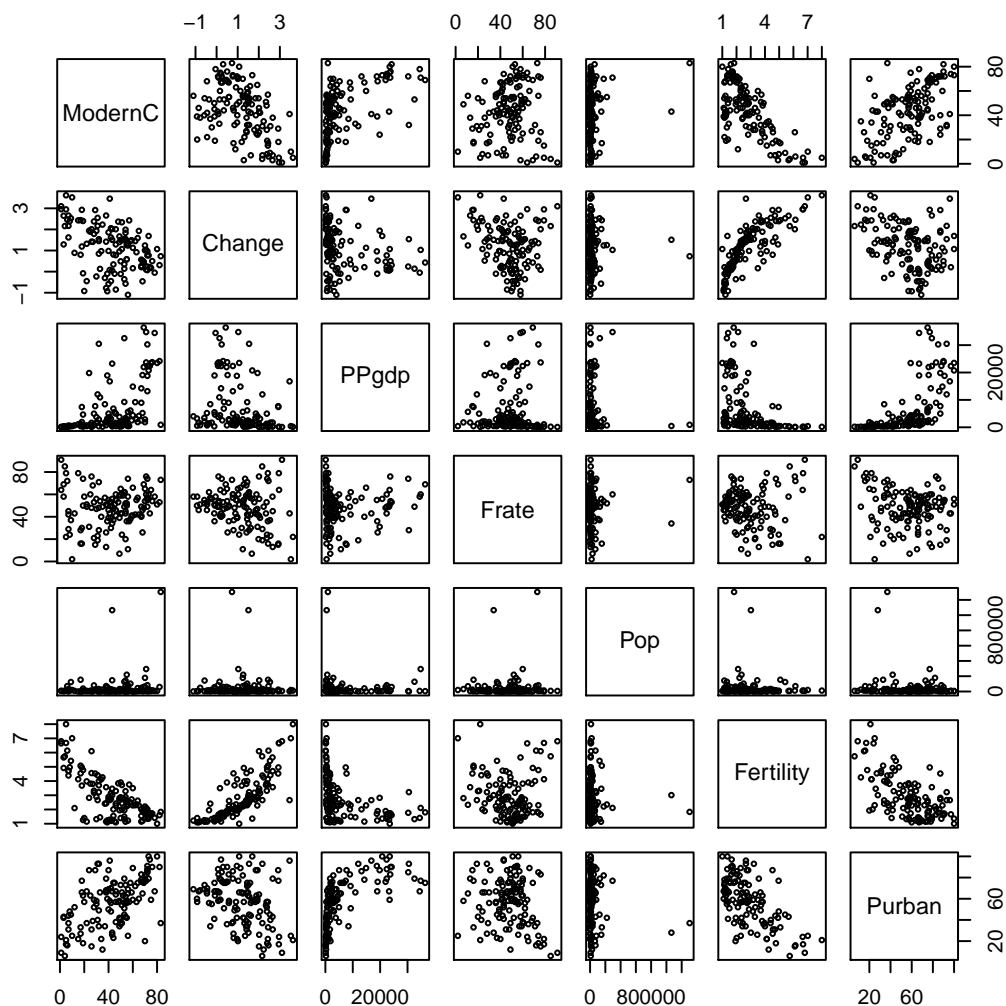 −1 1 3 0 40 80 1 4 7
ModernC 0 40 80
−1 1 3 Change
PPgdp 0 20000
0 40 80 Frate
Pop 0 800000
1 4 7 Fertility
Purban 20 60
0 40 80 0 20000 0 800000 20 60